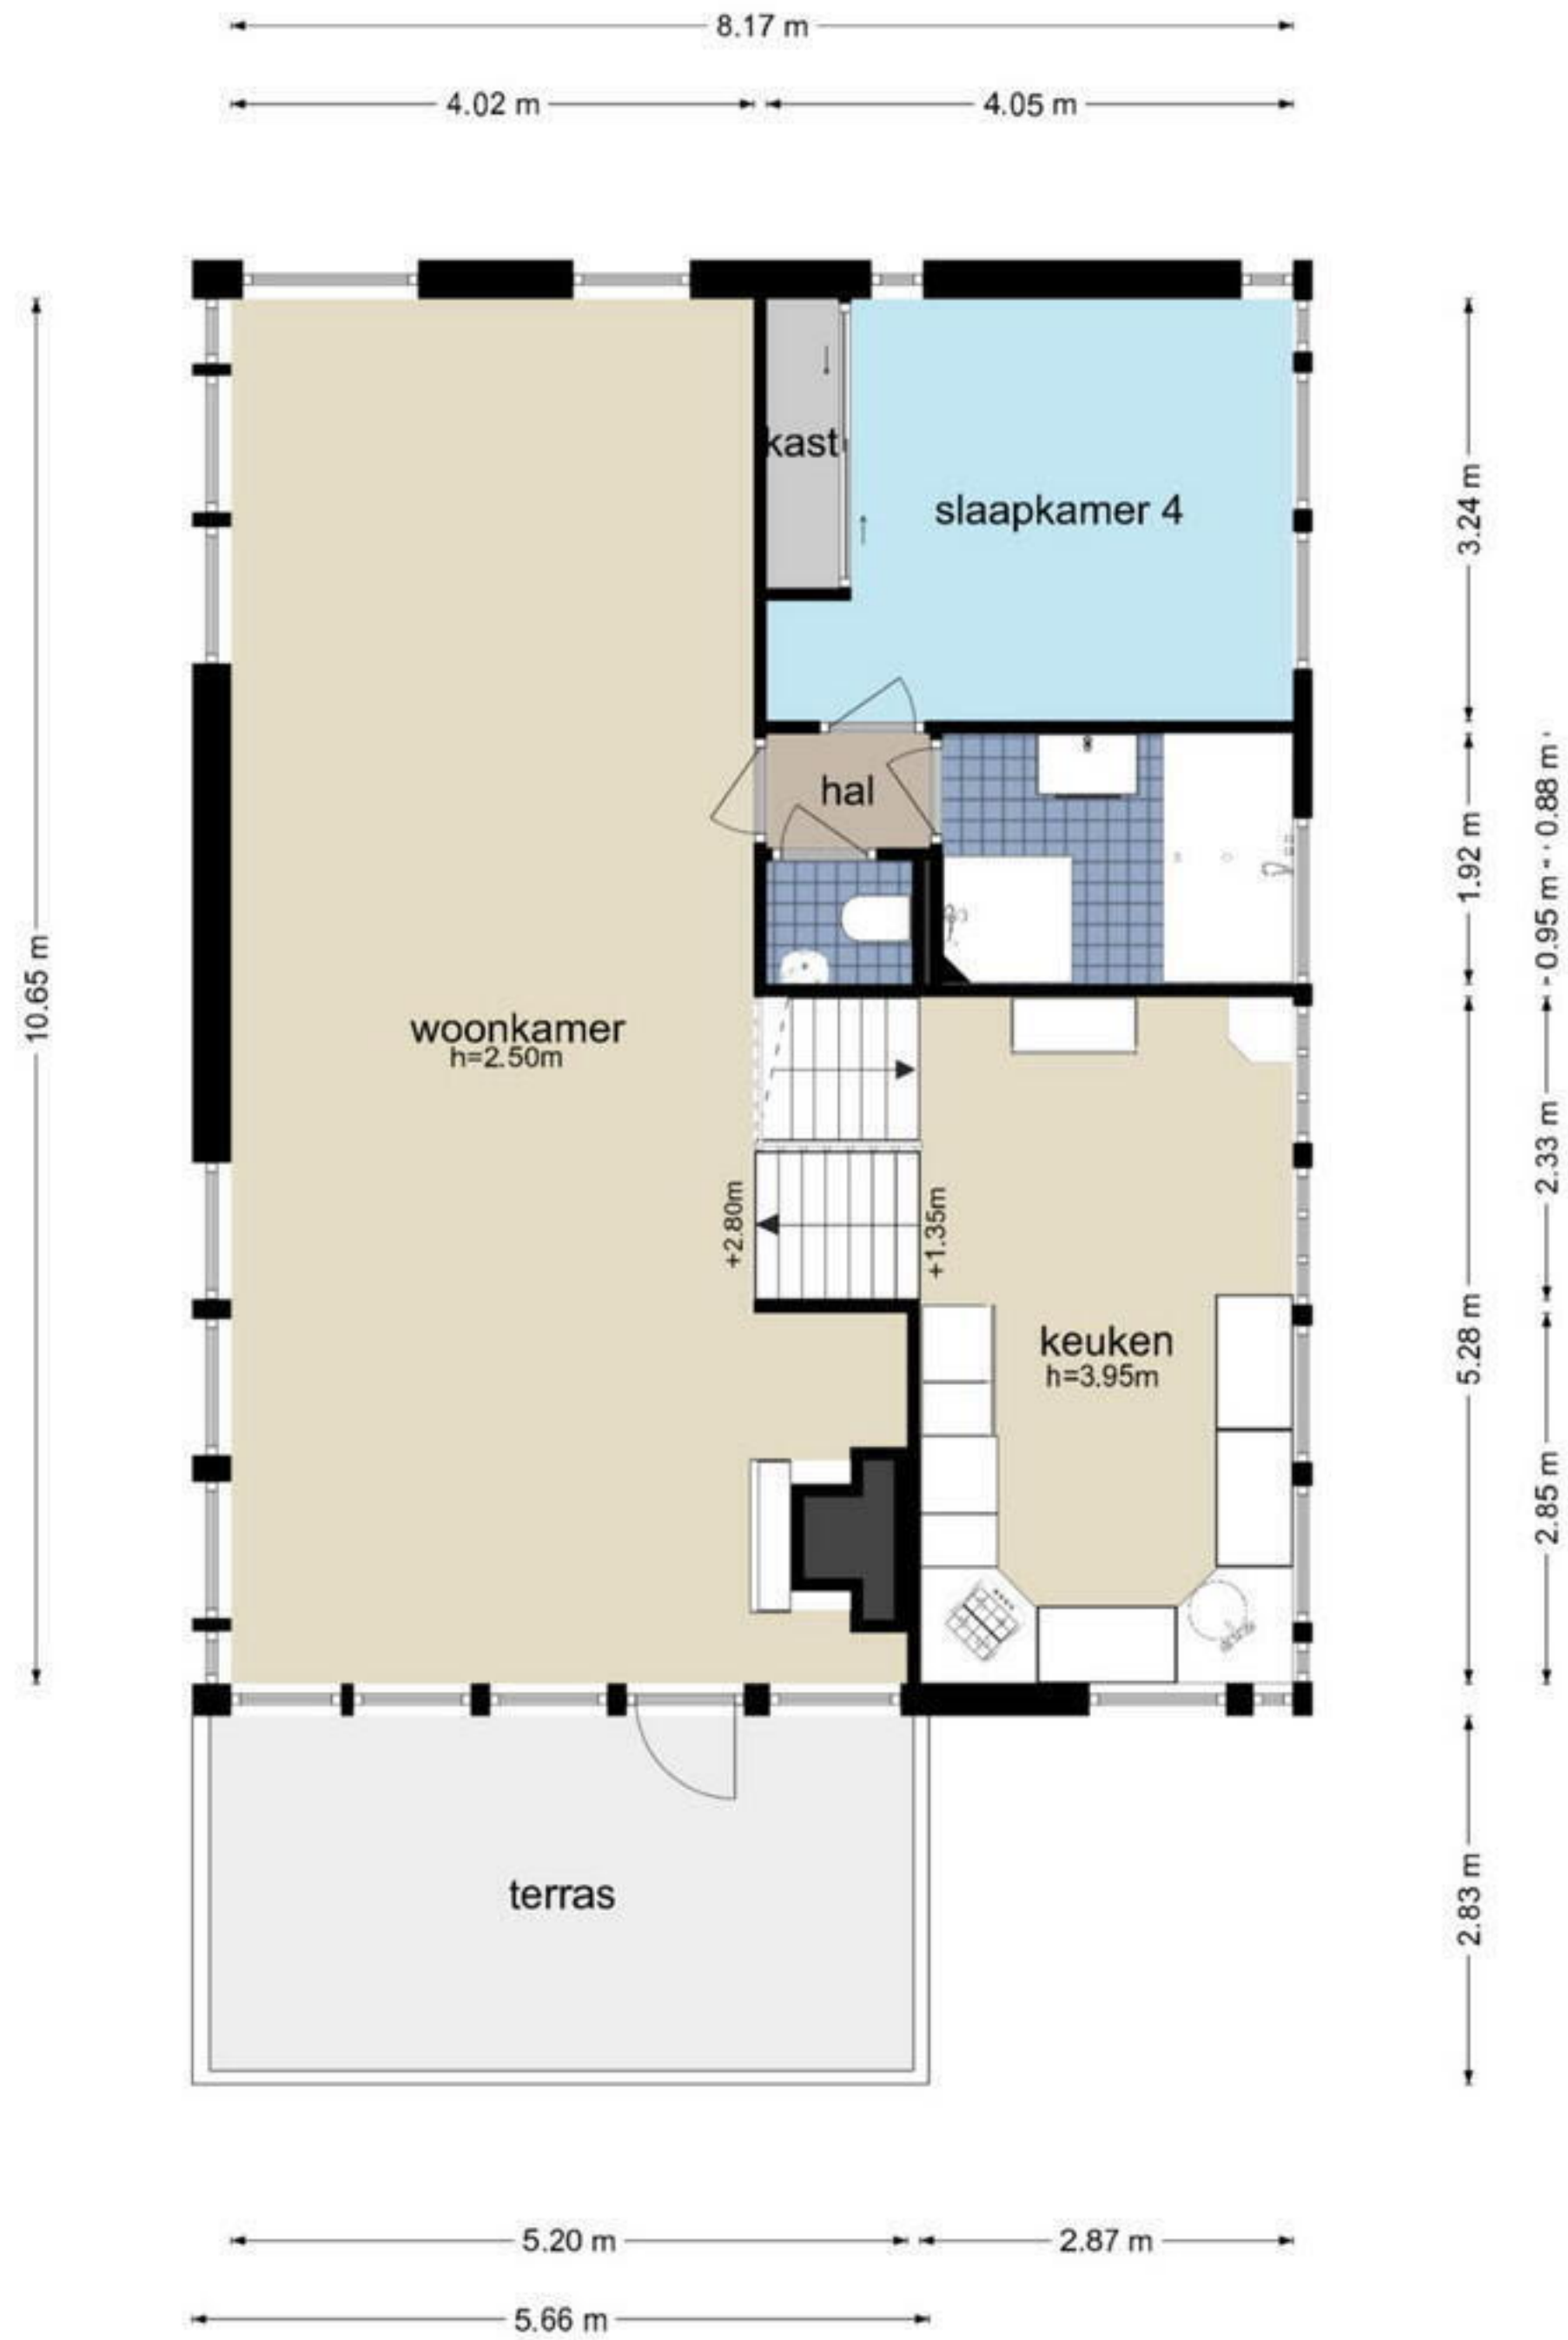 8.17 m
4.02 m
4.05 m
kast
slaapkamer 4
3.24 m
hal
1.92 m
0.95 m
0.88 m
10.65 m
woonkamer
h=2.50m
+2.80m
+1.35m
2.33 m
keuken
h=3.95m
5.28 m
2.85 m
terras
2.83 m
5.20 m
2.87 m
5.66 m